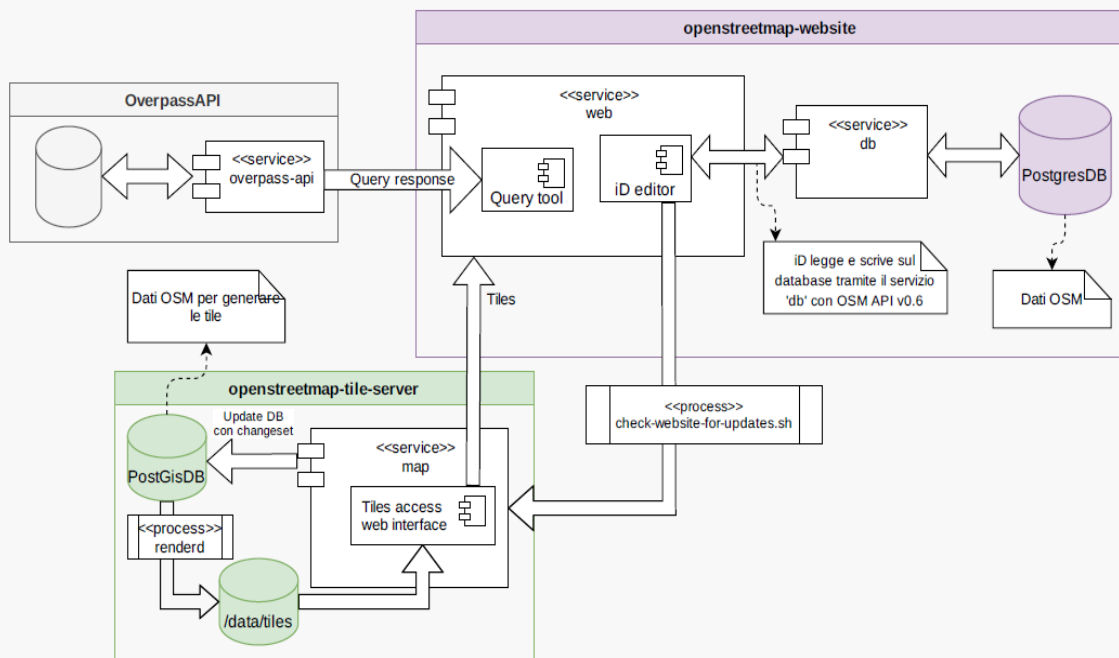 openstreetmap-website
OverpassAPI
<<service>>
overpass-api
Query response
<<service>>
web
Query tool
iD editor
<<service>>
db
PostgresDB
iD legge e scrive sul
database tramite il servizio
'db' con OSM API v0.6
Dati OSM
Dati OSM per generare
le tile
Tiles
openstreetmap-tile-server
Update DB
con changeset
PostGisDB
<<service>>
map
Tiles access
web interface
<<process>>
check-website-for-updates.sh
<<process>>
renderd
/data/tiles